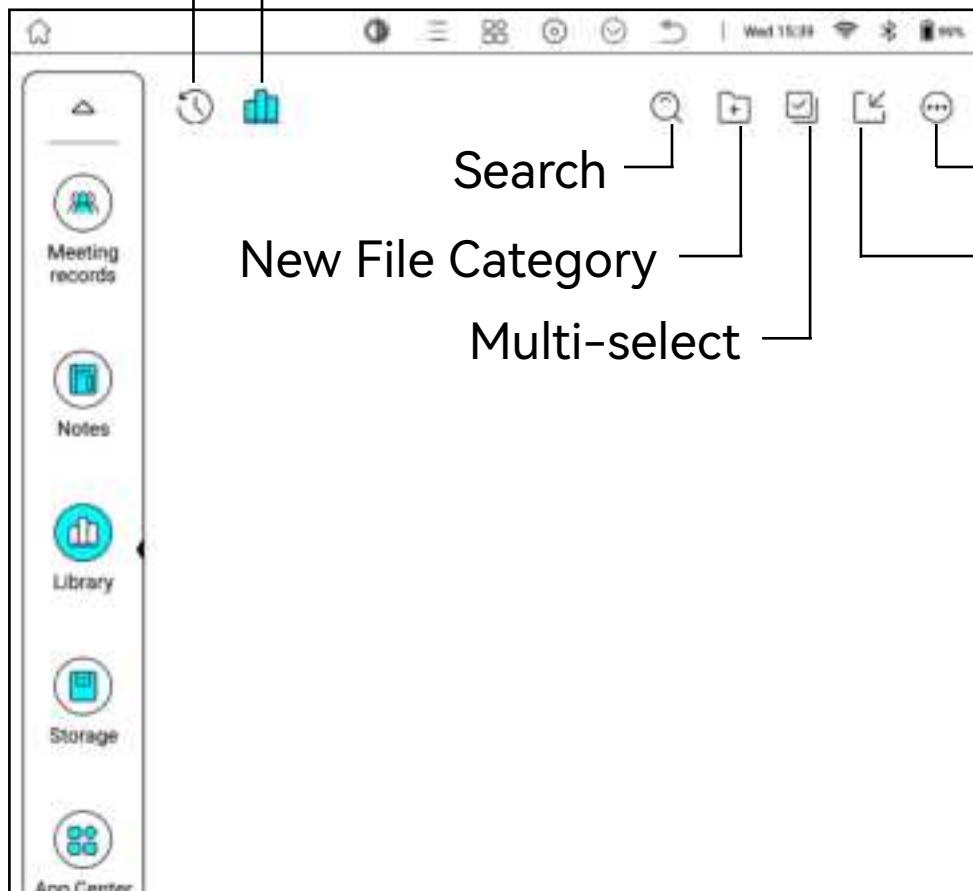 Wed 15:39
Search
New File Category
Multi-select
Meeting
records
Notes
Library
Storage
App Center